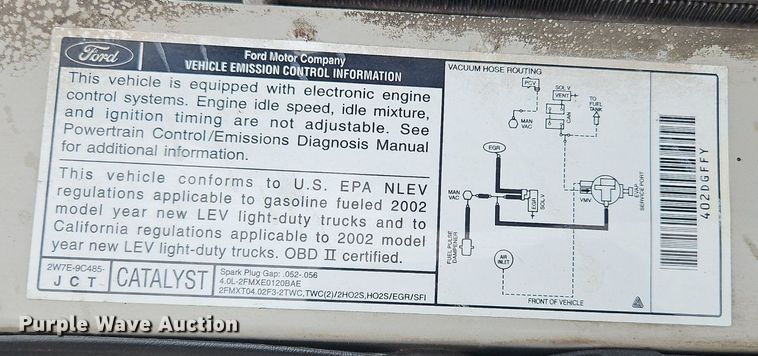 Ford
Ford Motor Company
VEHICLE EMISSION CONTROL INFORMATION
This vehicle is equipped with electronic engine
control systems. Engine idle speed, idle mixture,
and ignition timing are not adjustable. See
Powertrain Control/Emissions Diagnosis Manual
for additional information.
This vehicle conforms to U.S. EPA NLEV
regulations applicable to gasoline fueled 2002
model year new LEV light-duty trucks and to
California regulations applicable to 2002 model
year new LEV light-duty trucks. OBD II certified.
2W7E-9C485-
JCT
CATALYST
Spark Plug Gap: .052-.056
4.0L-2FMXE0120BAE
2FMXT04.02F3-2TWC,TWC(2)/2HO2S,HO2S/EGR/SFI
VACUUM HOSE ROUTING
PCV
SOL V
VENT
TO
FUEL
TANK
CAN
MAN
VAC
EGR
MAN
VAC
EGR
SOL V
VMV
EVAP
SERVICE PORT
FUEL PULSE
DAMPENER
AIR
INLET
FRONT OF VEHICLE
402DGFFY
Purple Wave Auction